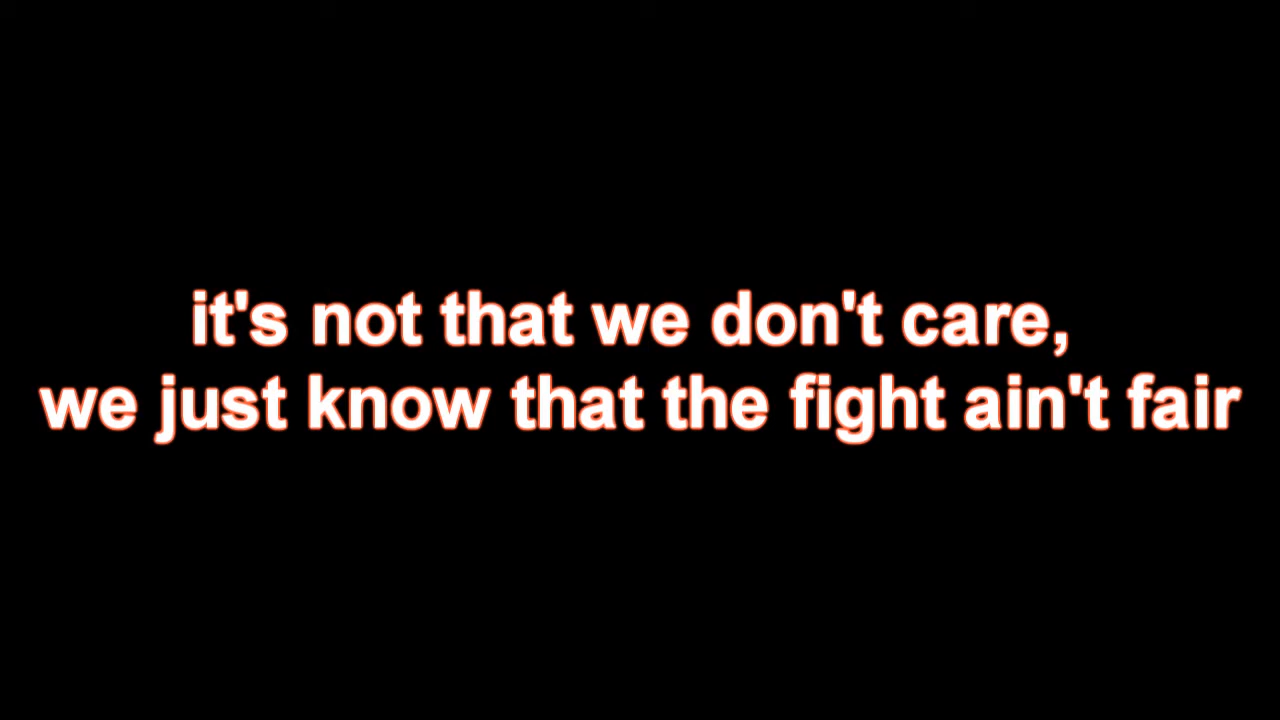 it's not that we don't care,
we just know that the fight ain't fair